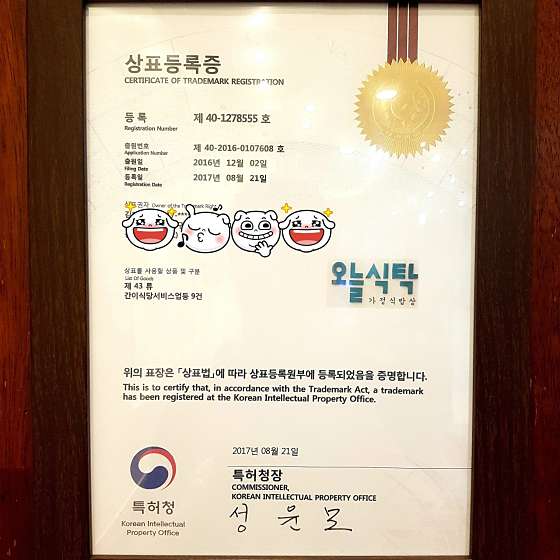 상표등록증
CERTIFICATE OF TRADEMARK REGISTRATION
등록 제 40-1278555 호
Registration Number
출원번호 제 40-2016-0107608 호
Application Number
출원일 2016년 12월 02일
Filing Date
등록일 2017년 08월 21일
Registration Date
상표권자 Owner of the Trademark Right
상표를 사용할 상품 및 구분
List Of Goods
제 43 류
간이식당서비스업등 9건
오늘식탁
가정식밥상
위의 표장은 「상표법」에 따라 상표등록원부에 등록되었음을 증명합니다.
This is to certify that, in accordance with the Trademark Act, a trademark
has been registered at the Korean Intellectual Property Office.
2017년 08월 21일
특허청장
COMMISSIONER,
KOREAN INTELLECTUAL PROPERTY OFFICE
성윤모
특허청
Korean Intellectual
Property Office